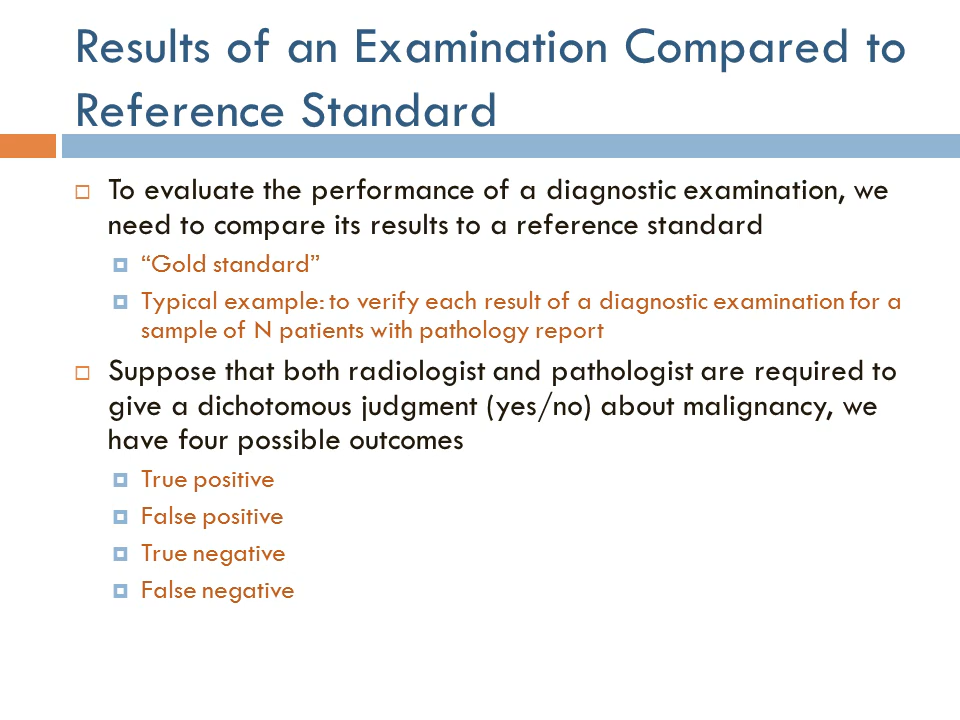 Results of an Examination Compared to
Reference Standard
To evaluate the performance of a diagnostic examination, we
need to compare its results to a reference standard
“Gold standard”
Typical example: to verify each result of a diagnostic examination for a
sample of N patients with pathology report
Suppose that both radiologist and pathologist are required to
give a dichotomous judgment (yes/no) about malignancy, we
have four possible outcomes
True positive
False positive
True negative
False negative